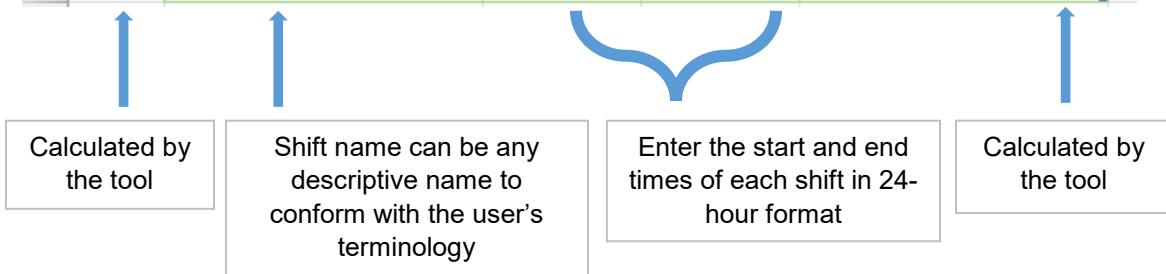 Calculated by
the tool
Shift name can be any
descriptive name to
conform with the user’s
terminology
Enter the start and end
times of each shift in 24-
hour format
Calculated by
the tool